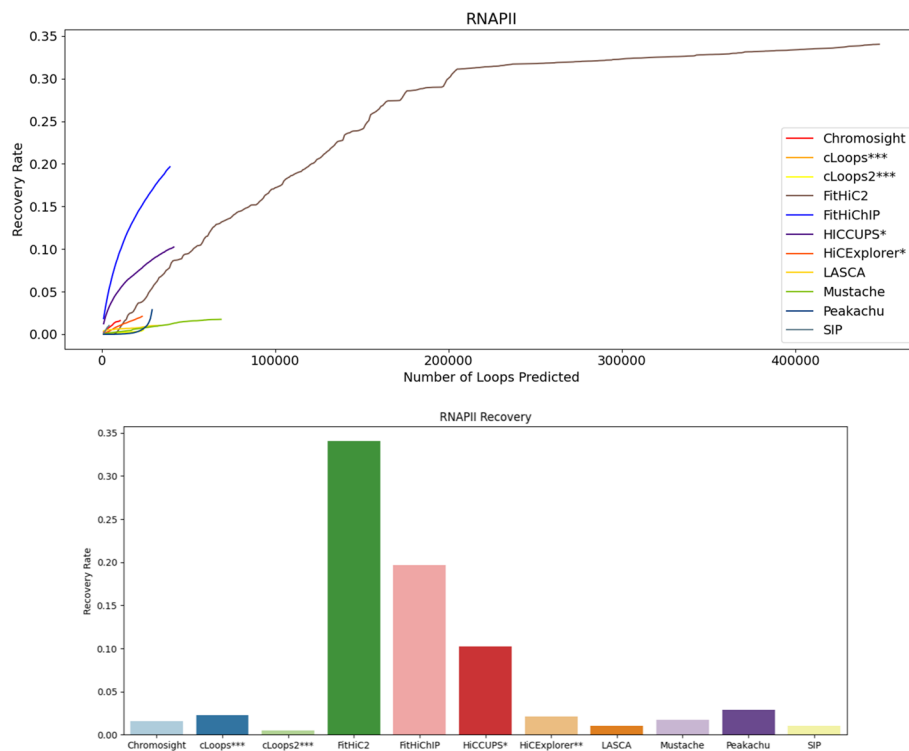 RNAPII
0.35
0.30
0.25
0.20
0.15
0.10
0.05
0.00
Recovery Rate
Chromosight
cLoops***
cLoops2***
FitHiC2
FitHiChIP
HICCUPS*
HiCExplorer*
LASCA
Mustache
Peakachu
SIP
0 100000 200000 300000 400000
Number of Loops Predicted
RNAPII Recovery
0.35
0.30
0.25
0.20
0.15
0.10
0.05
0.00
Recovery Rate
Chromosight cLoops*** cLoops2*** FitHiC2 FitHiChIP HiCCUPS* HiCExplorer** LASCA Mustache Peakachu SIP